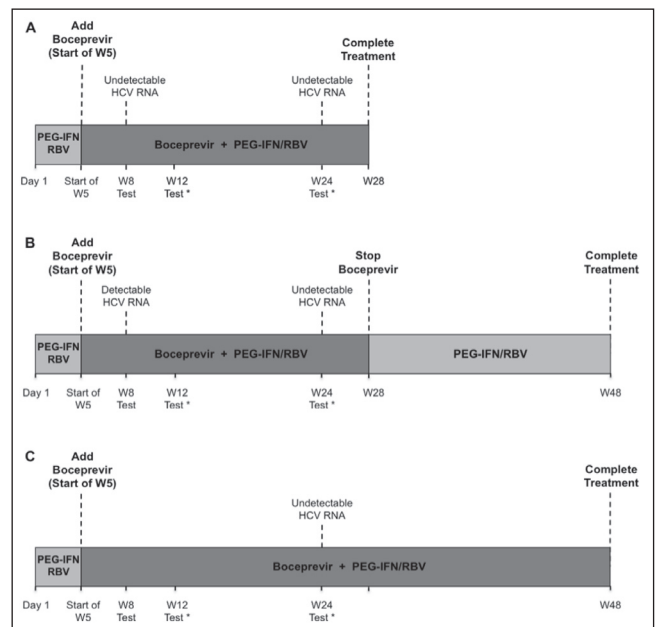 A
Add
Boceprevir
(Start of W5)
Complete
Treatment
Undetectable
HCV RNA
Undetectable
HCV RNA
PEG-IFN
RBV
Boceprevir + PEG-IFN/RBV
Day 1
Start of
W5
W8
Test
W12
Test *
W24
Test *
W28
B
Add
Boceprevir
(Start of W5)
Stop
Boceprevir
Complete
Treatment
Detectable
HCV RNA
Undetectable
HCV RNA
PEG-IFN
RBV
Boceprevir + PEG-IFN/RBV
PEG-IFN/RBV
Day 1
Start of
W5
W8
Test
W12
Test *
W24
Test *
W28
W48
C
Add
Boceprevir
(Start of W5)
Complete
Treatment
Undetectable
HCV RNA
PEG-IFN
RBV
Boceprevir + PEG-IFN/RBV
Day 1
Start of
W5
W8
Test
W12
Test *
W24
Test *
W48